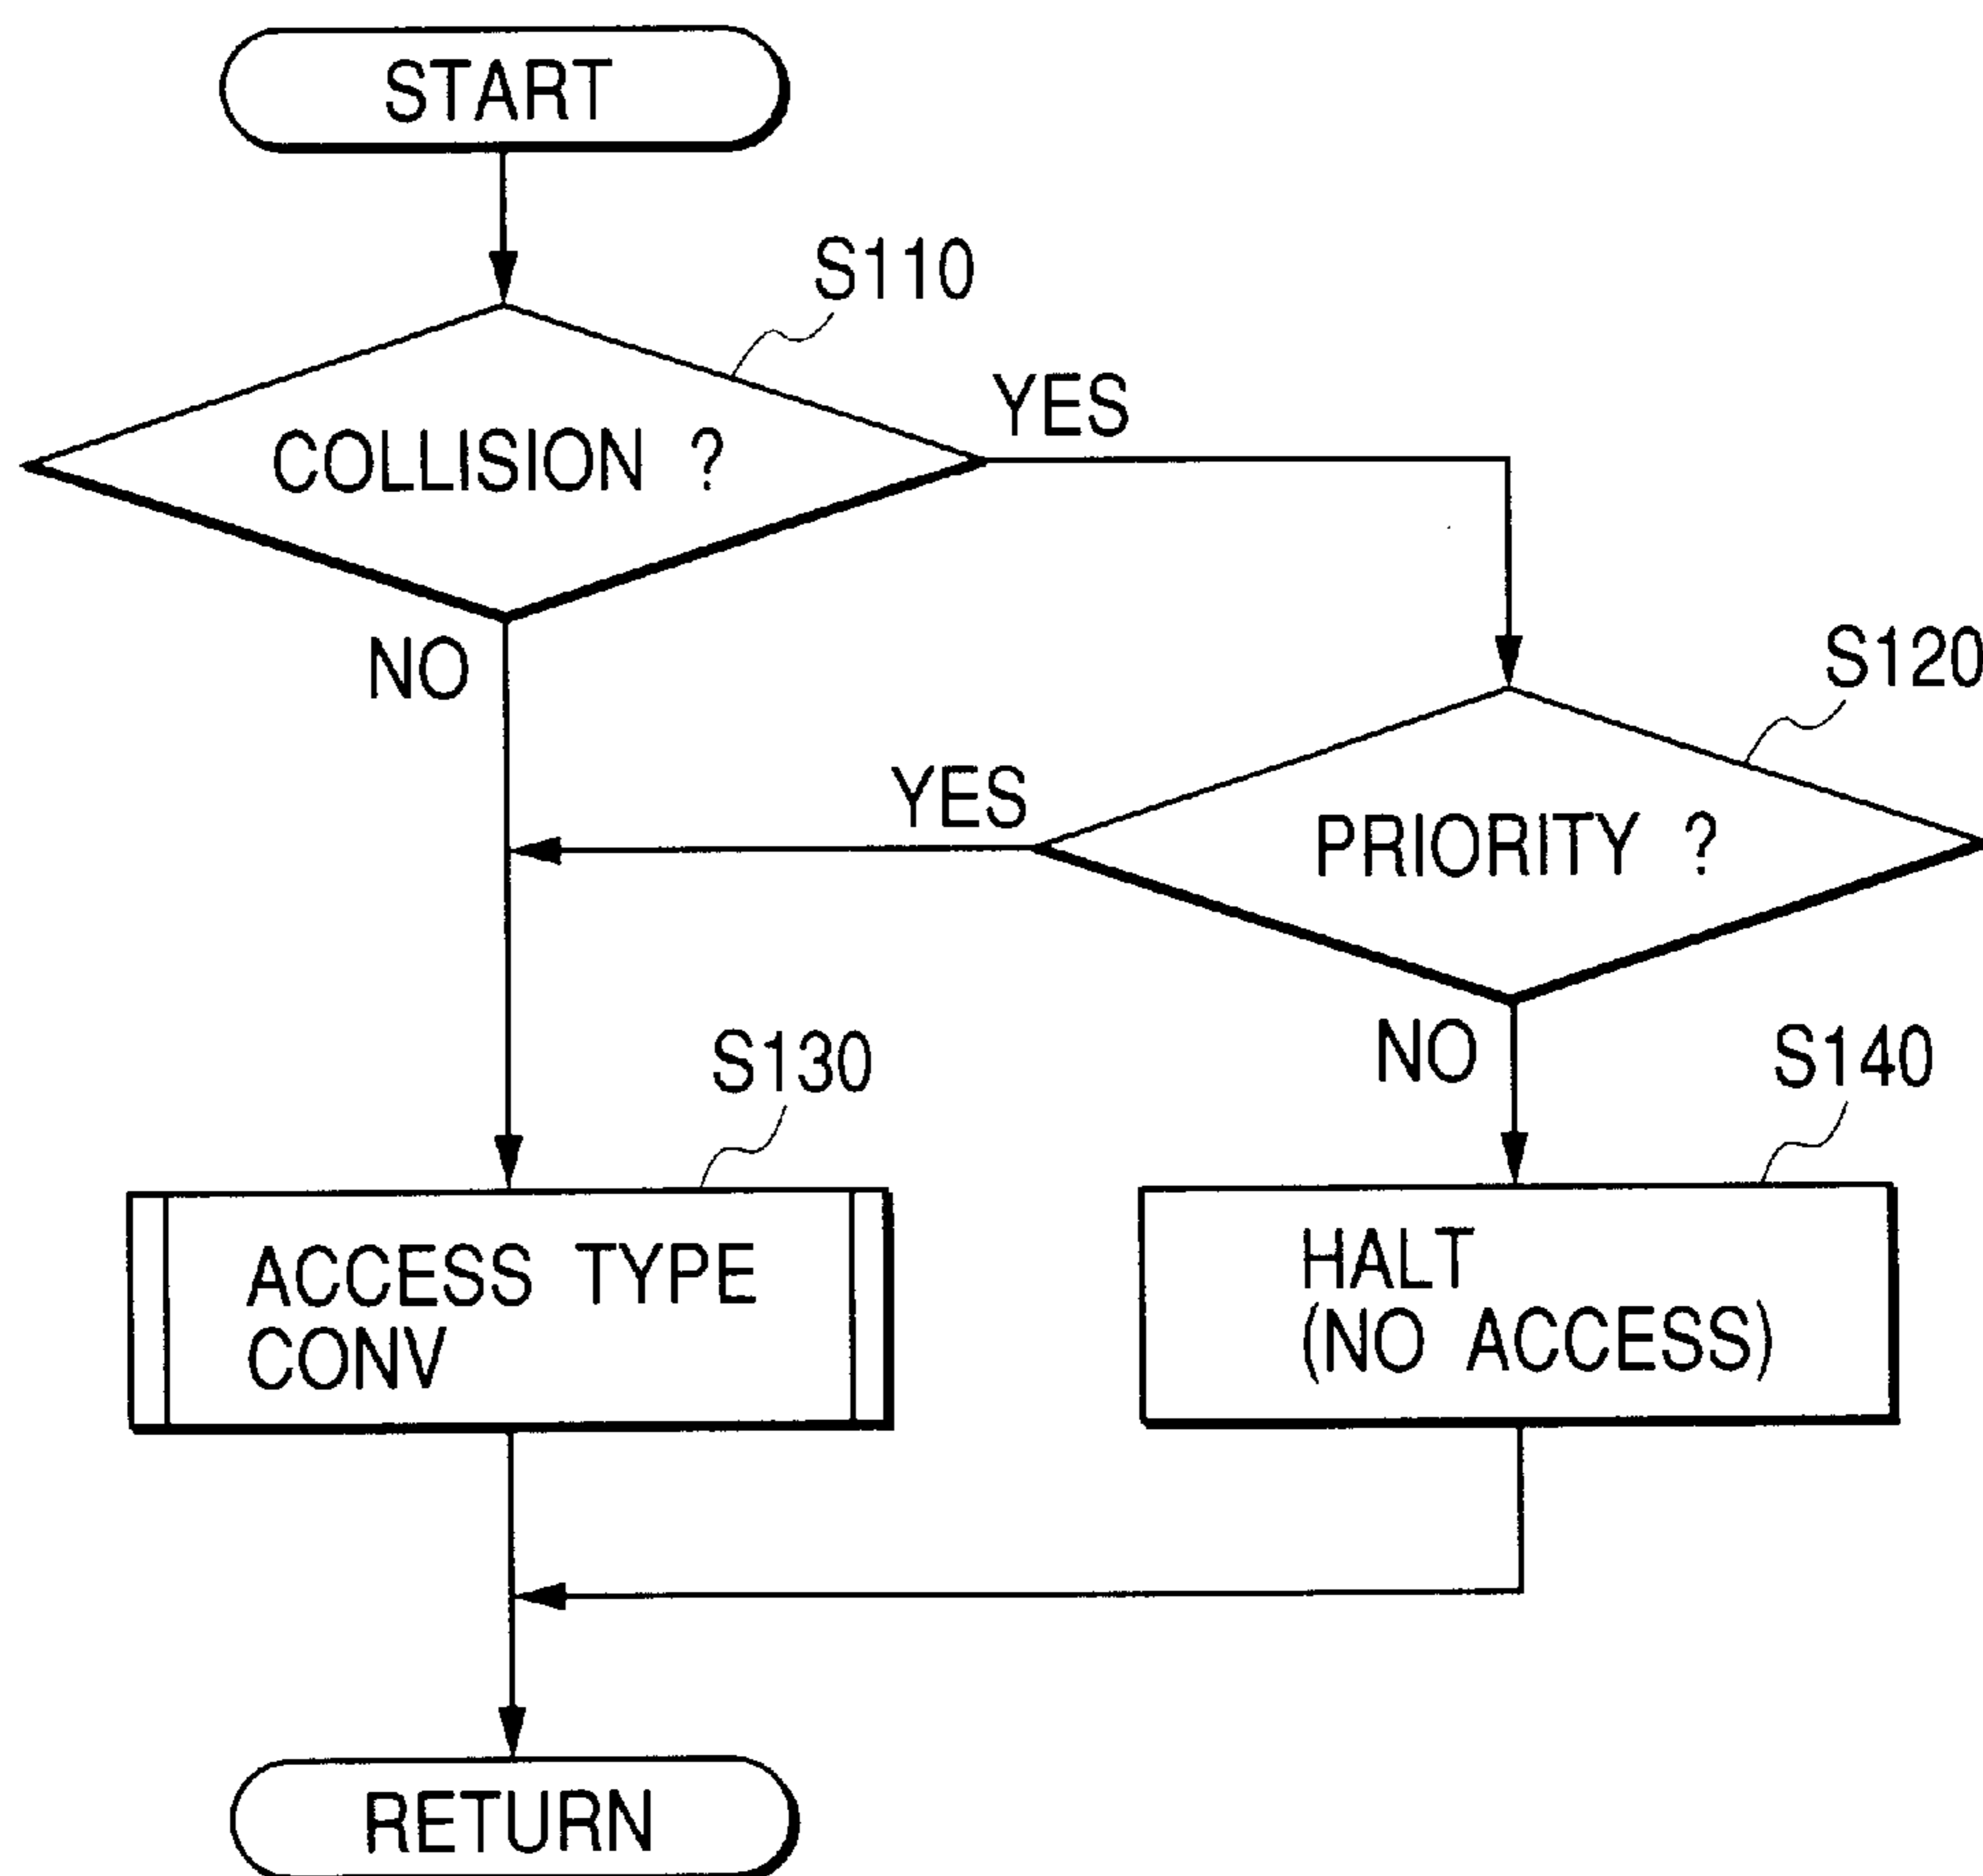 START
S110
COLLISION ?
YES
NO
S120
YES
PRIORITY ?
NO
S130
S140
ACCESS TYPE
CONV
HALT
(NO ACCESS)
RETURN